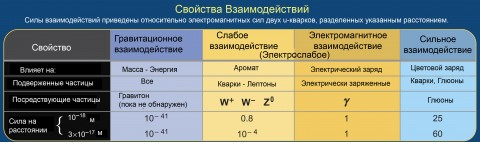 Свойства Взаимодействий
Силы взаимодействий приведены относительно электромагнитных сил двух u-кварков, разделенных указанным расстоянием.
Свойство Гравитационное взаимодействие Слабое взаимодействие Электромагнитное взаимодействий Сильное взаимодействие
(Электрослабое)
Влияет на: Масса - Энергия Аромат Электрический заряд Цветовой заряд
Подверженные частицы Все Кварки - Лептоны Электрически заряженные Кварки, Глюоны
Посредствующие частицы Гравитон (пока не обнаружен) W+ W- Z0 γ Глюоны
Сила на расстоянии { 10-18 м 10-41 0.8 1 25
3×10-17 м 10-41 10-4 1 60